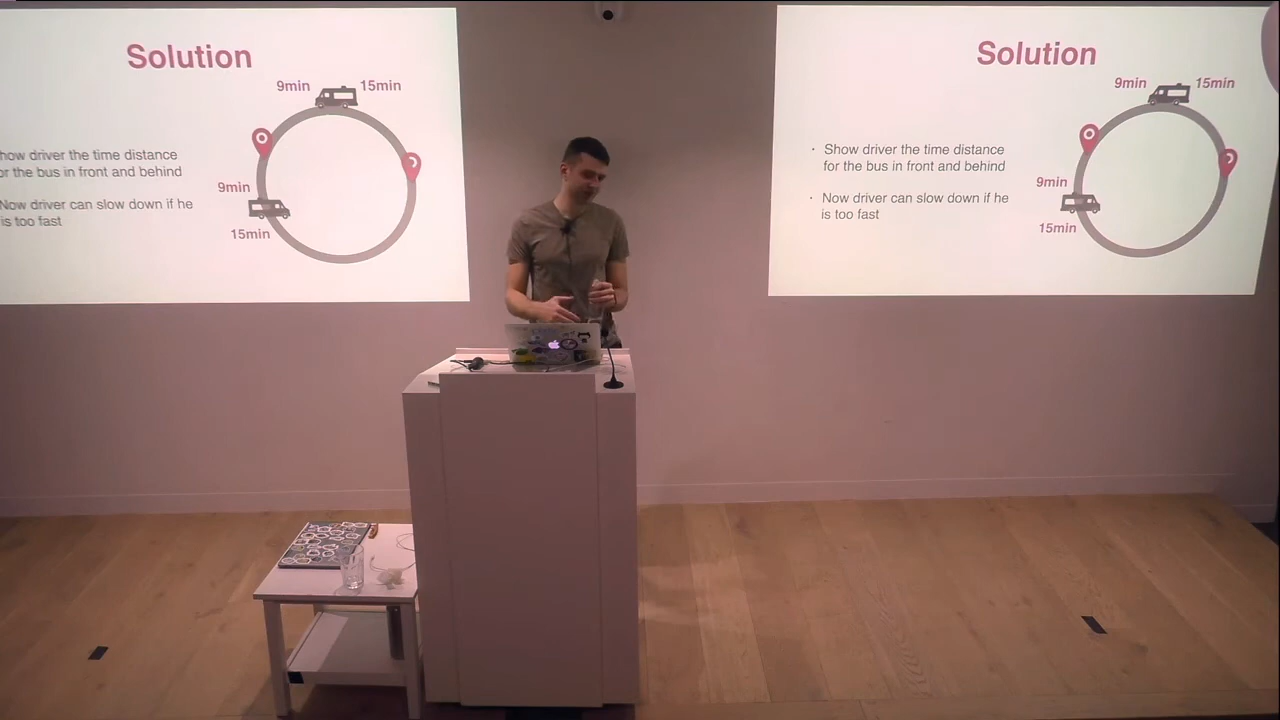 Solution
9min 15min
how driver the time distance
or the bus in front and behind
9min
Now driver can slow down if he
is too fast
15min
Solution
9min 15min
· Show driver the time distance
for the bus in front and behind
9min
· Now driver can slow down if he
is too fast
15min